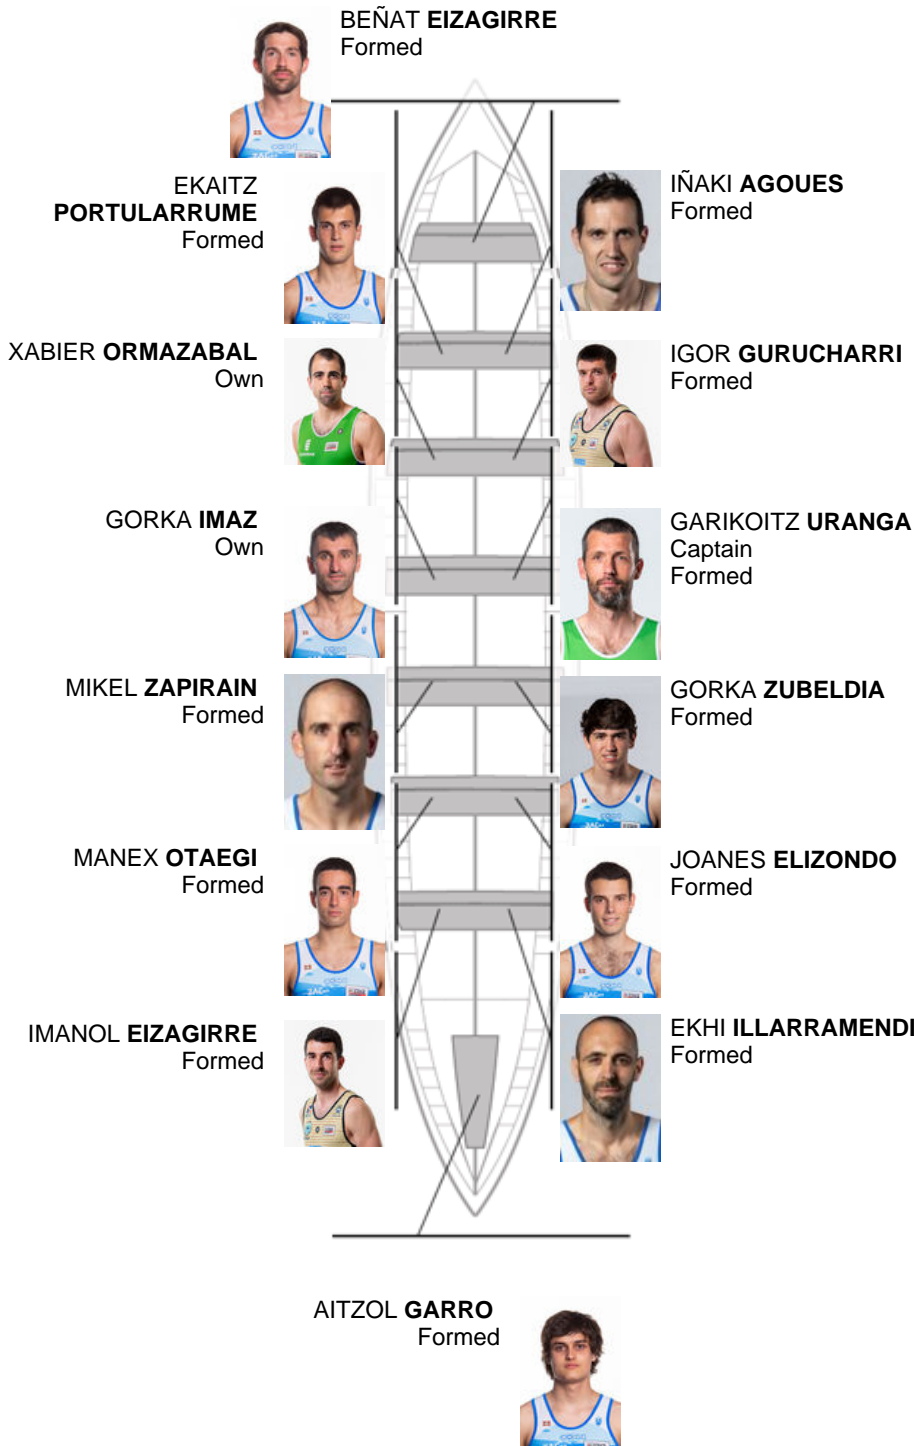 BEÑAT EIZAGIRRE
Formed
EKAITZ
PORTULARRUME
Formed
IÑAKI AGOUES
Formed
XABIER ORMAZABAL
Own
IGOR GURUCHARRI
Formed
GORKA IMAZ
Own
GARIKOITZ URANGA
Captain
Formed
MIKEL ZAPIRAIN
Formed
GORKA ZUBELDIA
Formed
MANEX OTAEGI
Formed
JOANES ELIZONDO
Formed
IMANOL EIZAGIRRE
Formed
EKHI ILLARRAMENDI
Formed
AITZOL GARRO
Formed